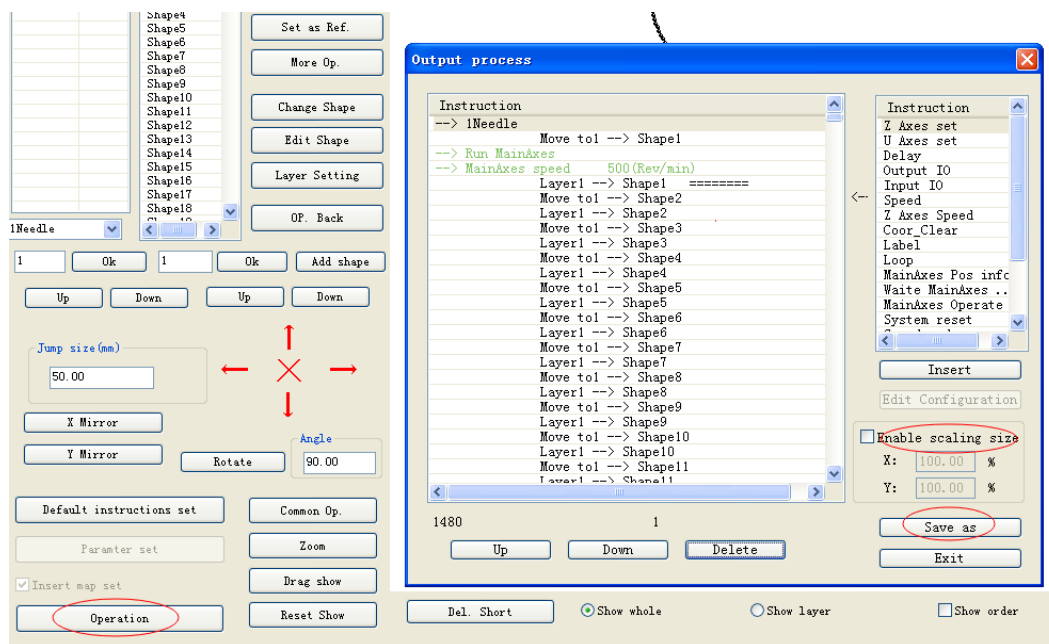 Shape4
Shape5
Shape6
Shape7
Shape8
Shape9
Shape10
Shape11
Shape12
Shape13
Shape14
Shape15
Shape16
Shape17
Shape18
1Needle
Set as Ref.
More Op.
Change Shape
Edit Shape
Layer Setting
OP. Back
1 Ok 1 Ok Add shape
Up Down Up Down
Jump size(mm)
50.00
X Mirror
Y Mirror
Rotate
Angle
90.00
Default instructions set
Common Op.
Paramter set
Zoom
Insert map set
Drag show
Operation
Reset Show
Output process
Instruction
--> 1Needle
Move to1 --> Shape1
--> Run MainAxes
--> MainAxes speed 500(Rev/min)
Layer1 --> Shape1 ========
Move to1 --> Shape2
Layer1 --> Shape2
Move to1 --> Shape3
Layer1 --> Shape3
Move to1 --> Shape4
Layer1 --> Shape4
Move to1 --> Shape5
Layer1 --> Shape5
Move to1 --> Shape6
Layer1 --> Shape6
Move to1 --> Shape7
Layer1 --> Shape7
Move to1 --> Shape8
Layer1 --> Shape8
Move to1 --> Shape9
Layer1 --> Shape9
Move to1 --> Shape10
Layer1 --> Shape10
Move to1 --> Shape11
Layer1 --> Shape11
1480 1
Up Down Delete
<--
Instruction
Z Axes set
U Axes set
Delay
Output IO
Input IO
Speed
Z Axes Speed
Coor_Clear
Label
Loop
MainAxes Pos info
Waite MainAxes ..
MainAxes Operate
System reset
Insert
Edit Configuration
Enable scaling size
X: 100.00 %
Y: 100.00 %
Save as
Exit
Del. Short
Show whole
Show layer
Show order